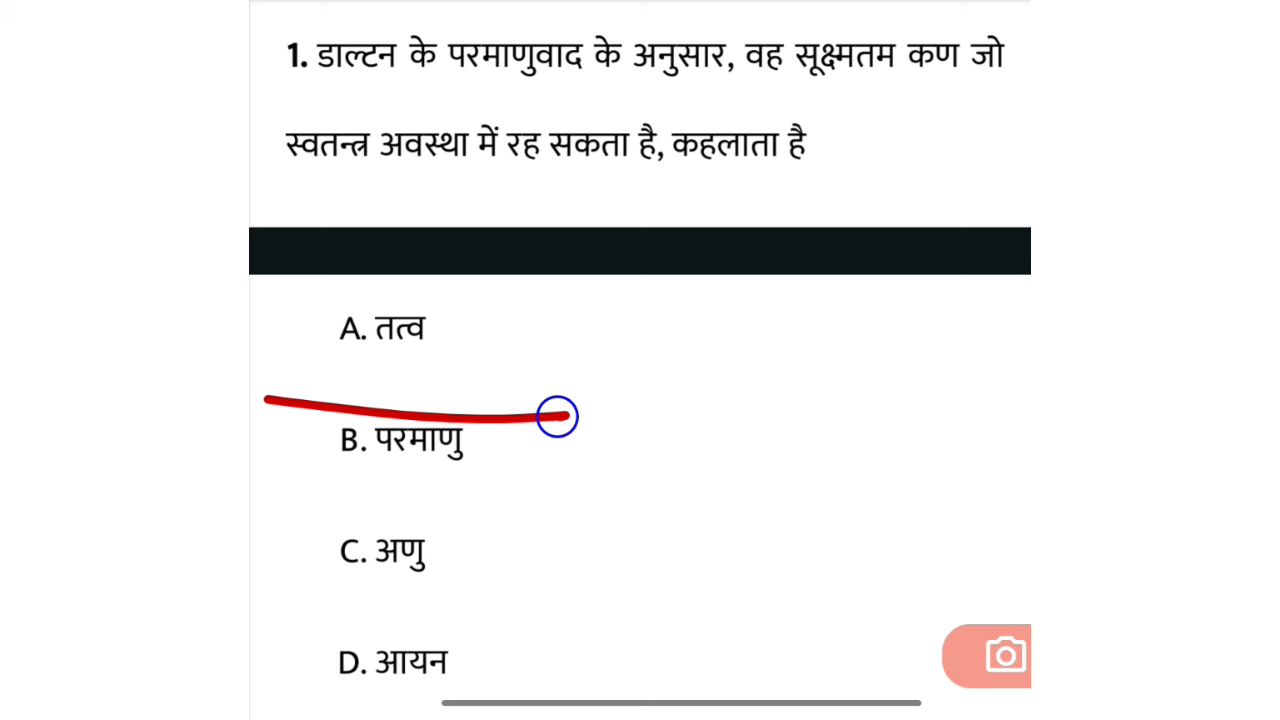 1. डाल्टन के परमाणुवाद के अनुसार, वह सूक्ष्मतम कण जो
स्वतन्त्र अवस्था में रह सकता है, कहलाता है
A. तत्व
B. परमाणु
C. अणु
D. आयन